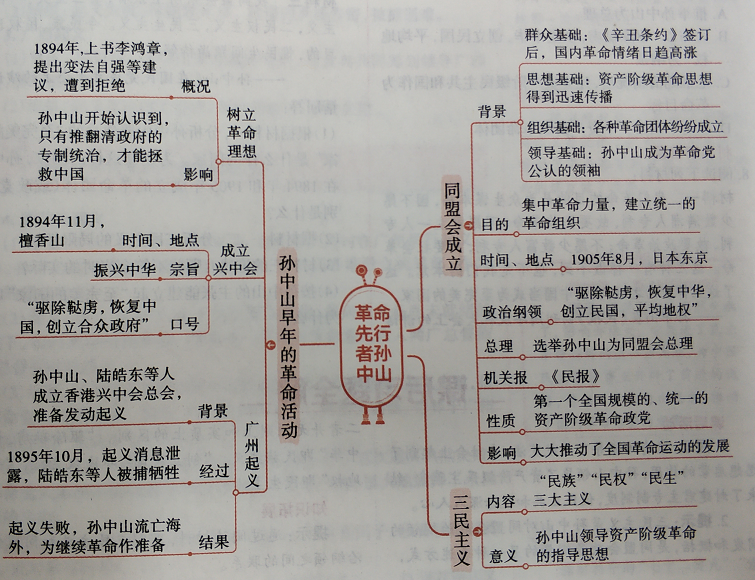 革命
先行
者孙
中山
孙中山早年的革命活动
树立
革命
理想
概况
1894年,上书李鸿章,
提出变法自强等建
议,遭到拒绝
影响
孙中山开始认识到,
只有推翻清政府的
专制统治,才能拯
救中国
成立
兴中会
时间、地点
1894年11月,
檀香山
宗旨
振兴中华
口号
“驱除鞑虏,恢复中
国,创立合众政府”
广州起义
背景
孙中山、陆皓东等人
成立香港兴中会总会,
准备发动起义
经过
1895年10月,起义消息泄
露,陆皓东等人被捕牺牲
结果
起义失败,孙中山流亡海
外,为继续革命作准备
同盟会成立
背景
群众基础:《辛丑条约》签订
后,国内革命情绪日趋高涨
思想基础:资产阶级革命思想
得到迅速传播
组织基础:各种革命团体纷纷成立
领导基础:孙中山成为革命党
公认的领袖
目的
集中革命力量,建立统一的
革命组织
时间、地点
1905年8月,日本东京
政治纲领
“驱除鞑虏,恢复中华,
创立民国,平均地权”
总理
选举孙中山为同盟会总理
机关报
《民报》
性质
第一个全国规模的、统一的
资产阶级革命政党
影响
大大推动了全国革命运动的发展
三民主义
内容
“民族”“民权”“民生”
三大主义
意义
孙中山领导资产阶级革命
的指导思想